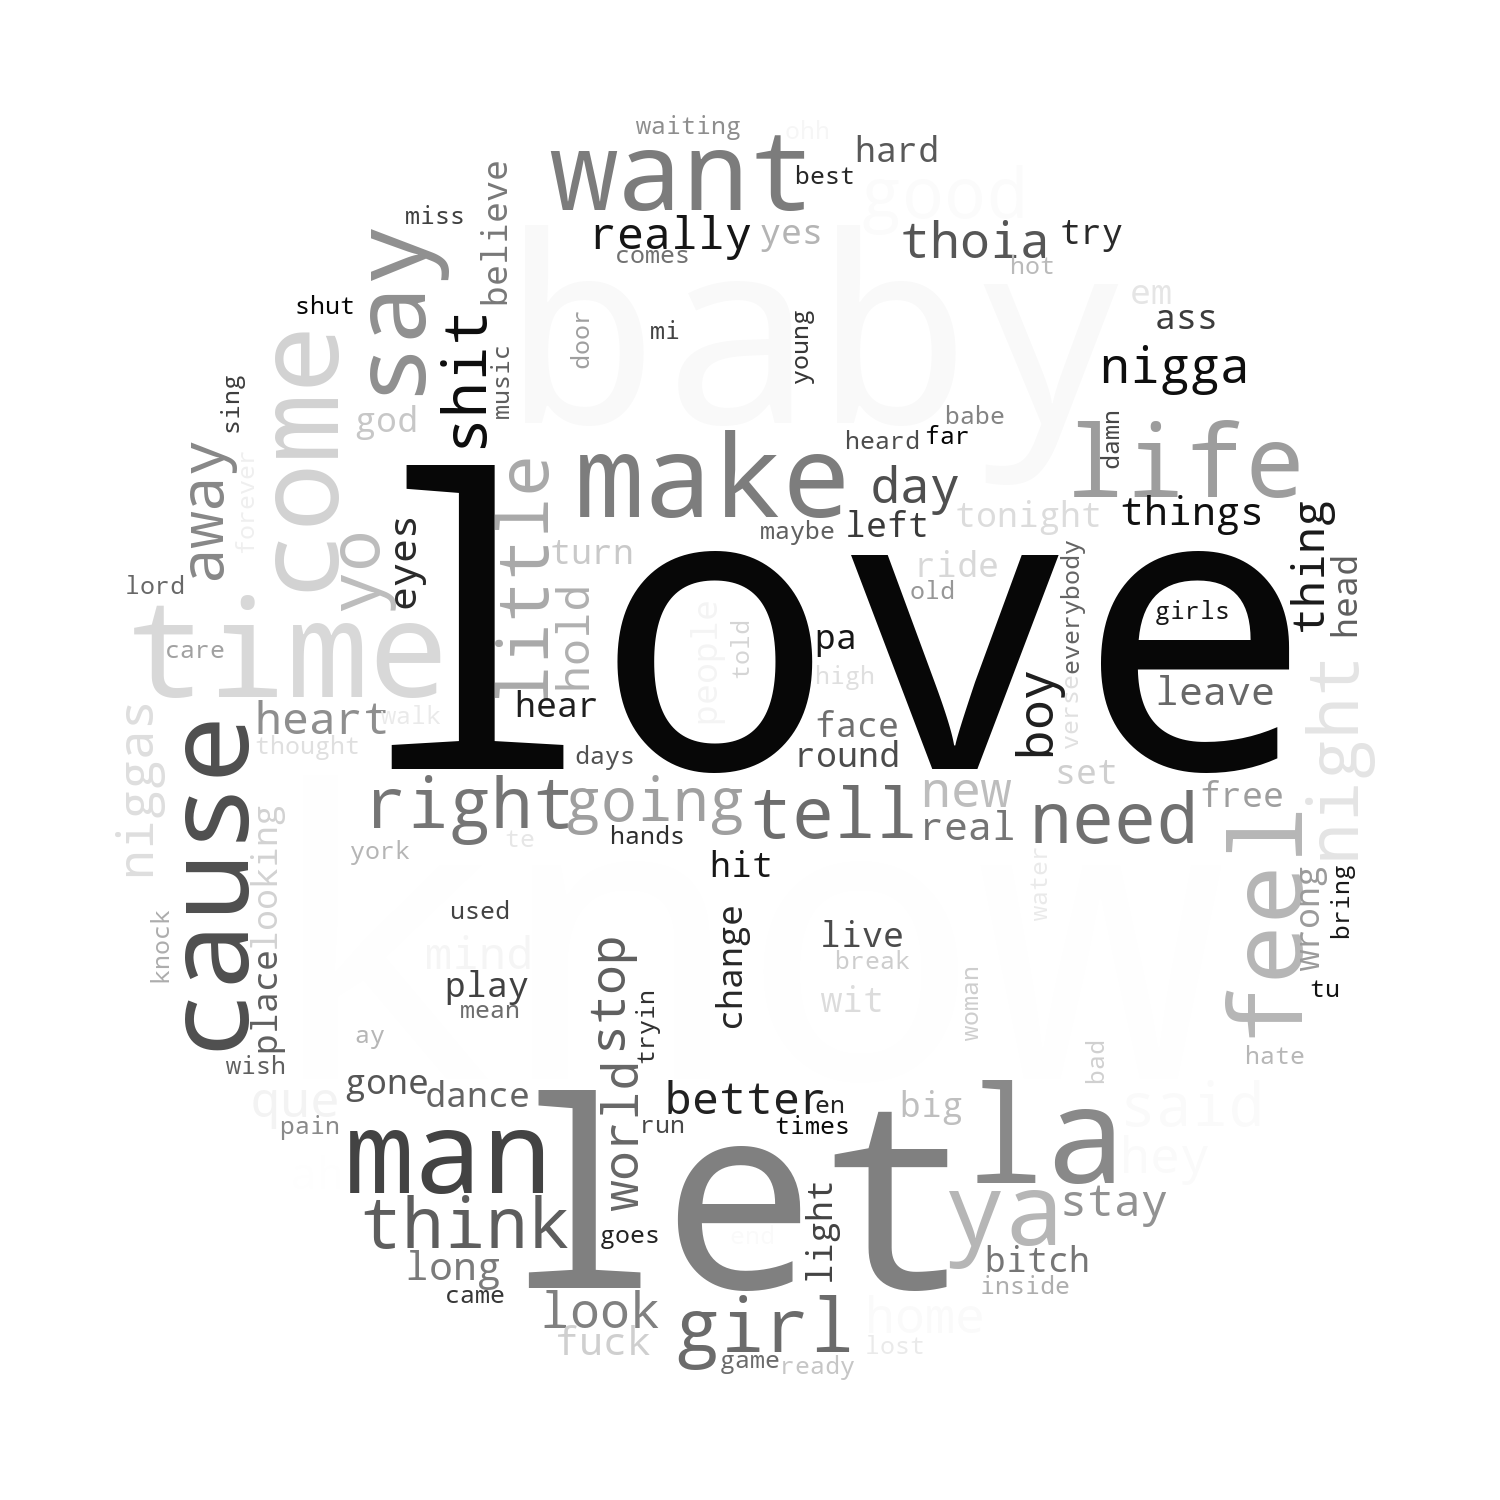 waiting
ohh
want
hard
best
good
believe
miss
really
yes
thoia
try
say
comes
hot
baby
em
shut
shit
door
mi
young
ass
come
music
nigga
sing
god
babe
life
away
forever
heard
far
damn
love
little
make
day
tonight
things
thing
maybe
left
eyes
yo
turn
ride
everybody
head
lord
hold
old
girls
time
care
people
told
pa
high
verse
boy
leave
night
niggas
heart
walk
hear
face
thought
days
round
set
cause
right
going
tell
new
real
need
free
york
te
hands
looking
hit
know
water
feel
wrong
bring
knock
place
used
mind
stop
change
live
break
woman
play
mean
tryin
wit
tu
ay
wish
bad
hate
gone
dance
world
better
en
big
la
said
que
pain
man
run
times
let
hey
think
light
ya
stay
goes
end
long
bitch
came
inside
look
girl
home
fuck
game
ready
lost